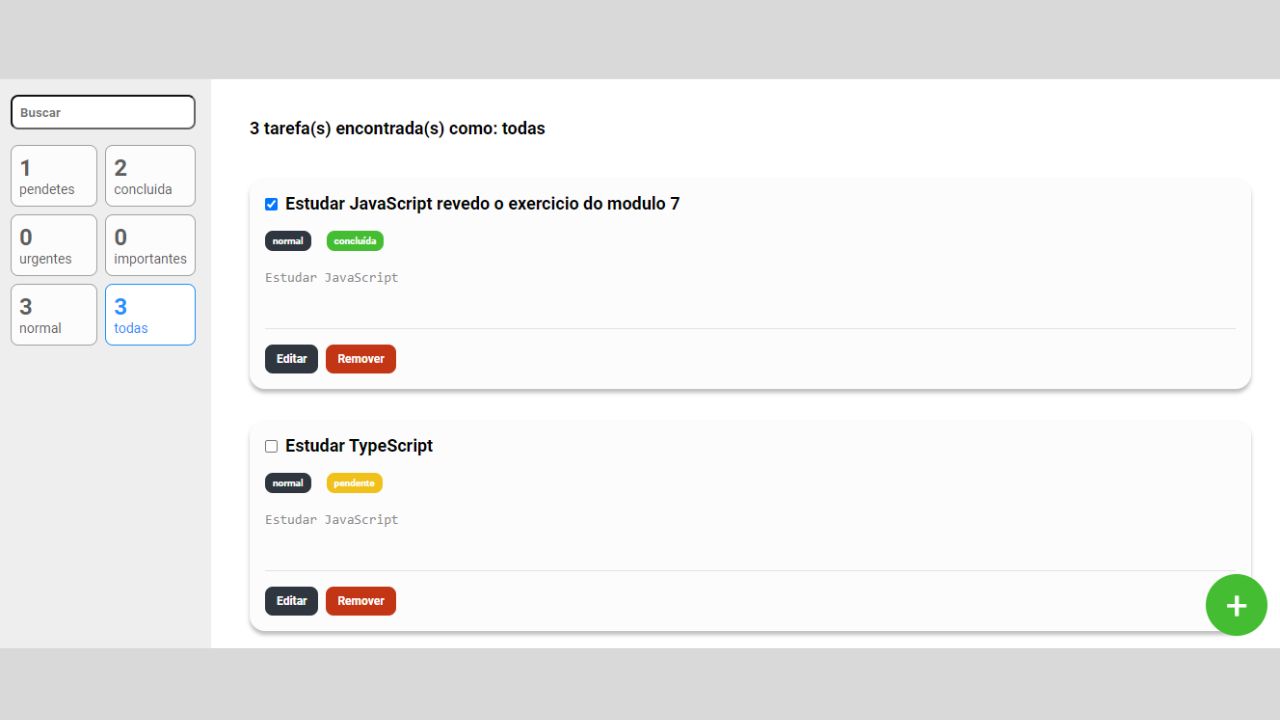 Buscar
1
pendetes
2
concluida
0
urgentes
0
importantes
3
normal
3
todas
3 tarefa(s) encontrada(s) como: todas
Estudar JavaScript revedo o exercicio do modulo 7
normal
concluída
Estudar JavaScript
Editar
Remover
Estudar TypeScript
normal
pendente
Estudar JavaScript
Editar
Remover
+